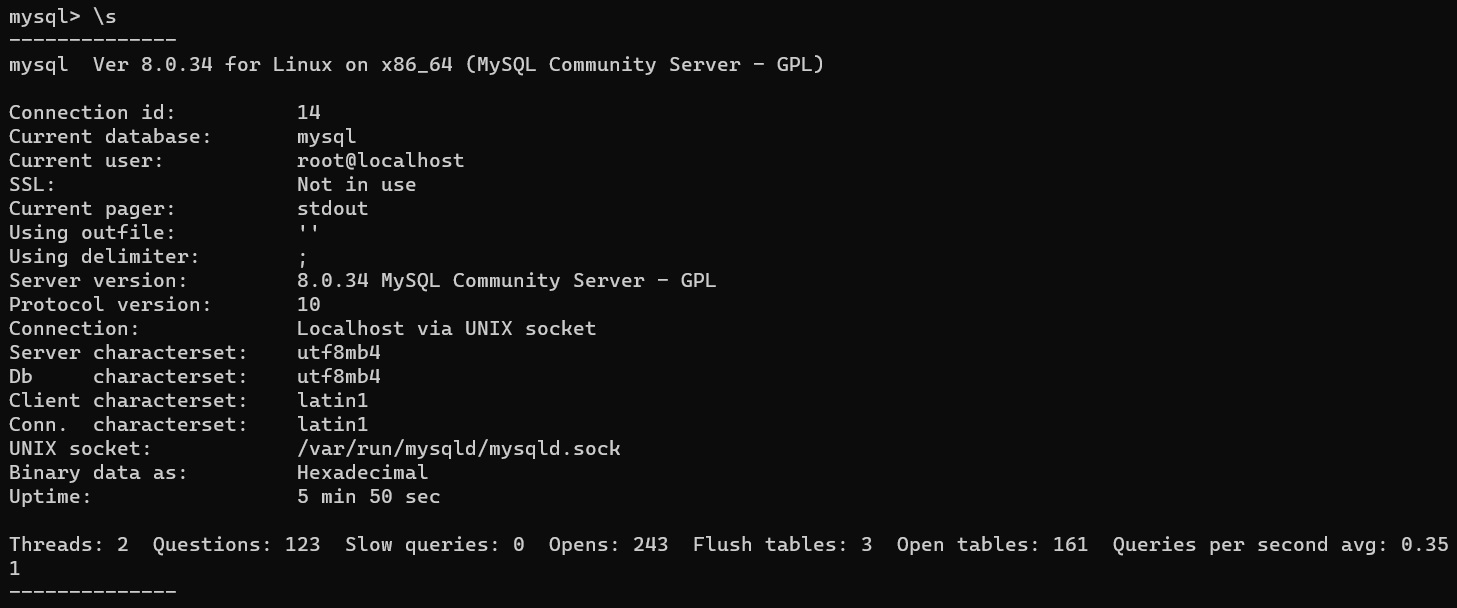 mysql> \s
--------------
mysql  Ver 8.0.34 for Linux on x86_64 (MySQL Community Server - GPL)

Connection id:          14
Current database:       mysql
Current user:           root@localhost
SSL:                    Not in use
Current pager:          stdout
Using outfile:          ''
Using delimiter:        ;
Server version:         8.0.34 MySQL Community Server - GPL
Protocol version:       10
Connection:             Localhost via UNIX socket
Server characterset:    utf8mb4
Db     characterset:    utf8mb4
Client characterset:    latin1
Conn.  characterset:    latin1
UNIX socket:            /var/run/mysqld/mysqld.sock
Binary data as:         Hexadecimal
Uptime:                 5 min 50 sec

Threads: 2  Questions: 123  Slow queries: 0  Opens: 243  Flush tables: 3  Open tables: 161  Queries per second avg: 0.35
1
--------------